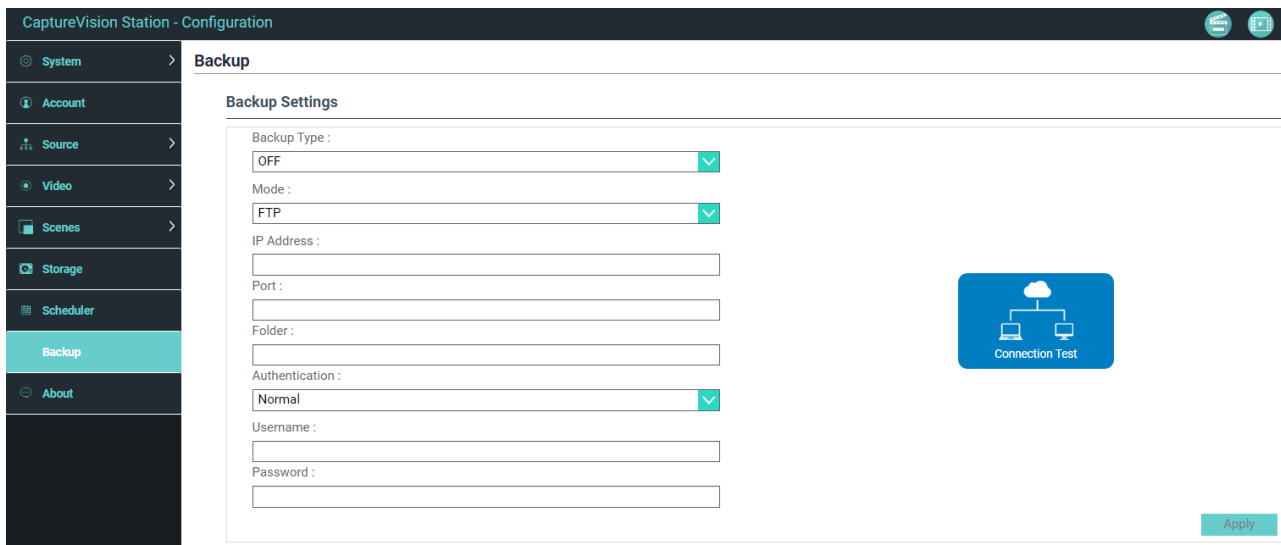 CaptureVision Station - Configuration
System
Account
Source
Video
Scenes
Storage
Scheduler
Backup
About
Backup
Backup Settings
Backup Type :
OFF
Mode :
FTP
IP Address :
Port :
Folder :
Authentication :
Normal
Username :
Password :
Connection Test
Apply